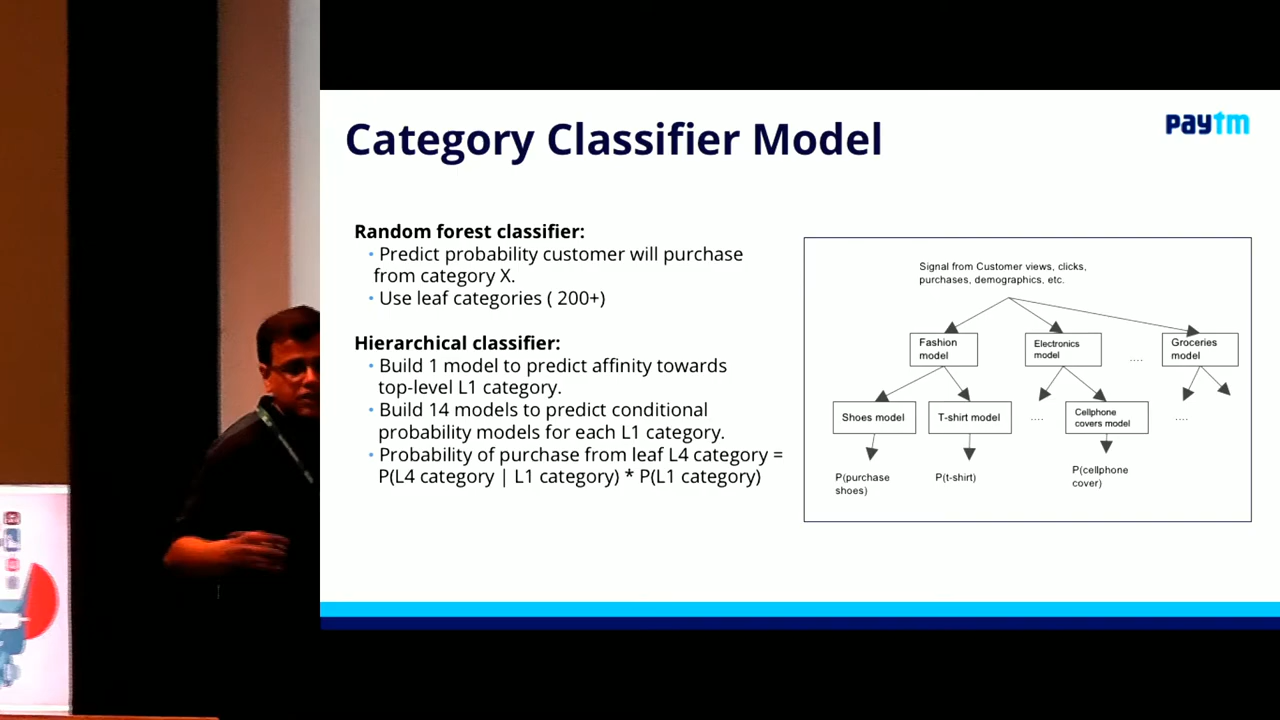 Category Classifier Model
paytm
Random forest classifier:
• Predict probability customer will purchase
from category X.
• Use leaf categories ( 200+)
Hierarchical classifier:
• Build 1 model to predict affinity towards
top-level L1 category.
• Build 14 models to predict conditional
probability models for each L1 category.
• Probability of purchase from leaf L4 category =
P(L4 category | L1 category) * P(L1 category)
Signal from Customer views, clicks,
purchases, demographics, etc.
Fashion
model
Electronics
model
....
Groceries
model
Shoes model
T-shirt model
....
Cellphone
covers model
....
P(purchase
shoes)
P(t-shirt)
P(cellphone
cover)